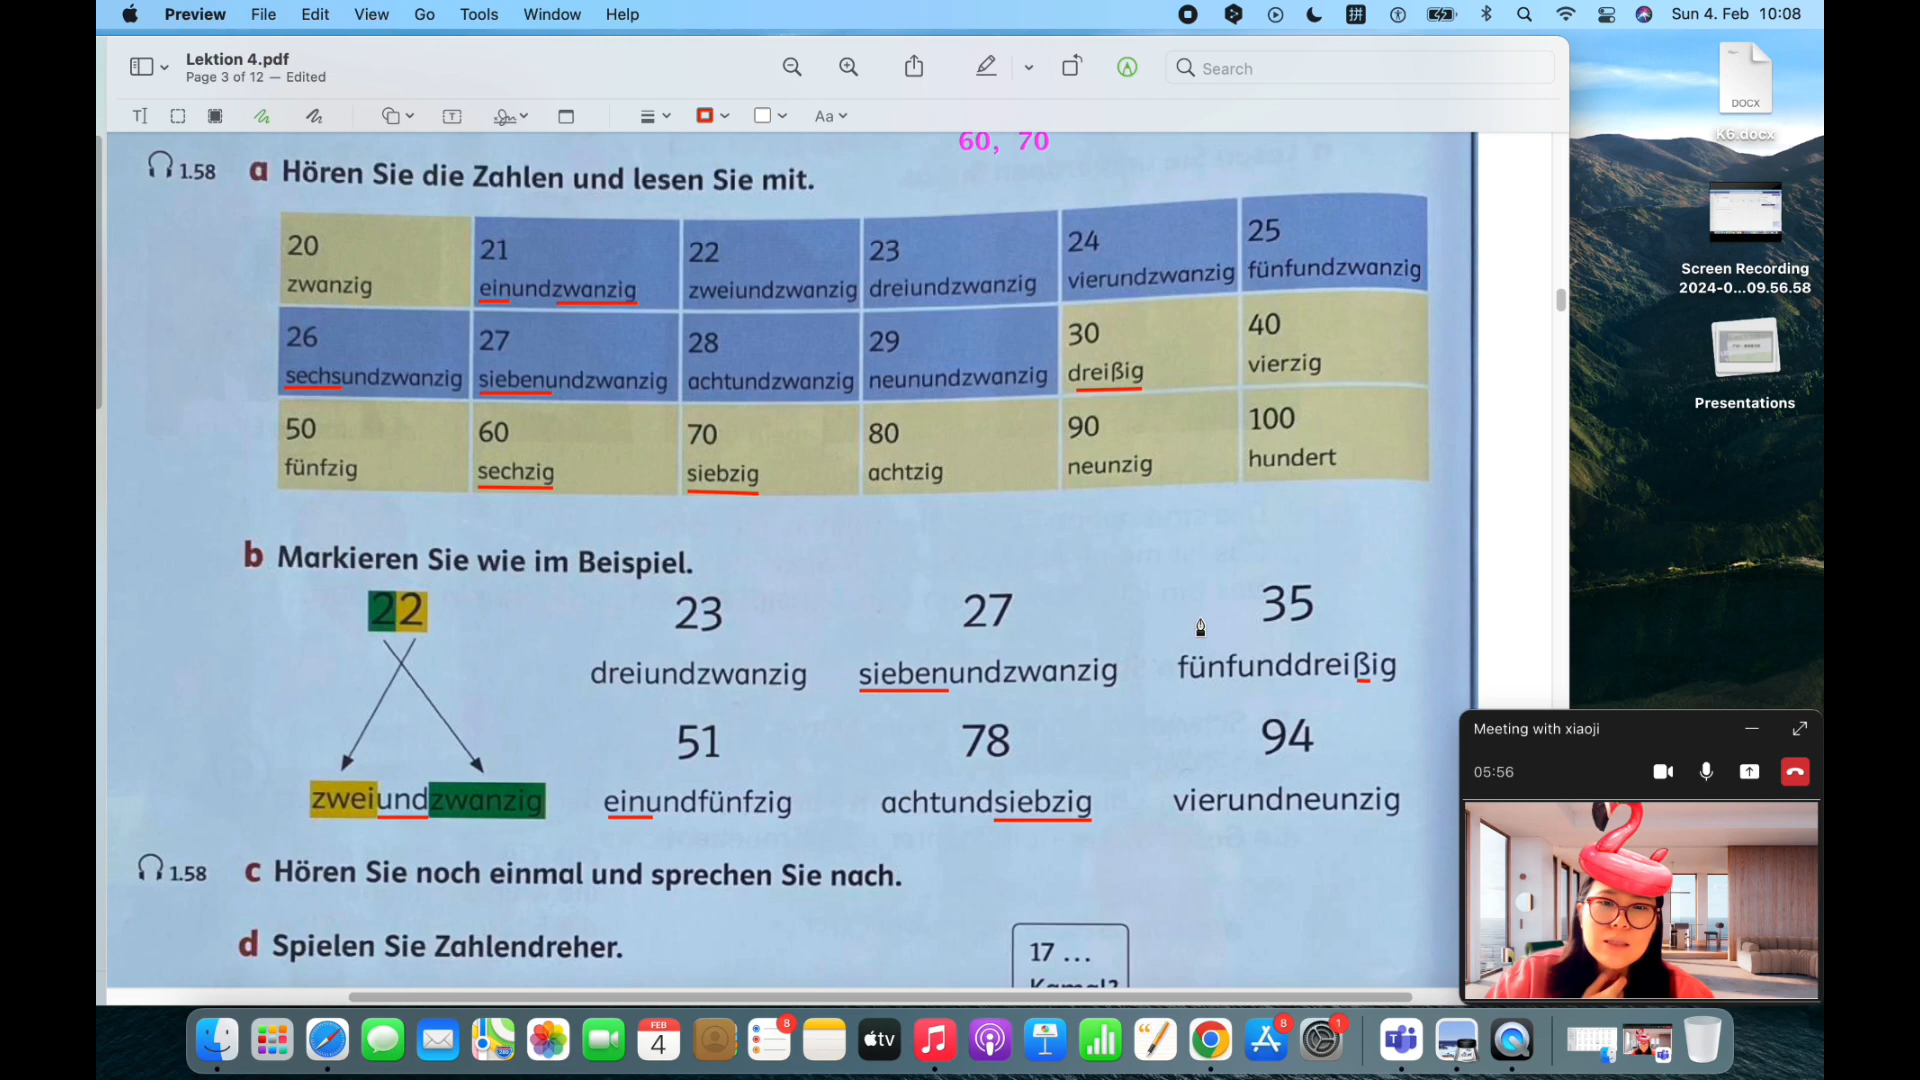 Preview File Edit View Go Tools Window Help
Sun 4. Feb 10:08
Lektion 4.pdf
Page 3 of 12 — Edited
Search
Aa
60, 70
1.58 a Hören Sie die Zahlen und lesen Sie mit.
20 21 22 23 24 25
zwanzig einundzwanzig zweiundzwanzig dreiundzwanzig vierundzwanzig fünfundzwanzig
26 27 28 29 30 40
sechsundzwanzig siebenundzwanzig achtundzwanzig neunundzwanzig dreißig vierzig
50 60 70 80 90 100
fünfzig sechzig siebzig achtzig neunzig hundert
b Markieren Sie wie im Beispiel.
22 23 27 35
dreiundzwanzig siebenundzwanzig fünfunddreißig
51 78 94
zweiundzwanzig einundfünfzig achtundsiebzig vierundneunzig
1.58 c Hören Sie noch einmal und sprechen Sie nach.
d Spielen Sie Zahlendreher.
17 ...
Kamal?
DOCX
K6.docx
Screen Recording
2024-0...09.56.58
Presentations
Meeting with xiaoji
05:56
FEB
4
8
tv
8
1